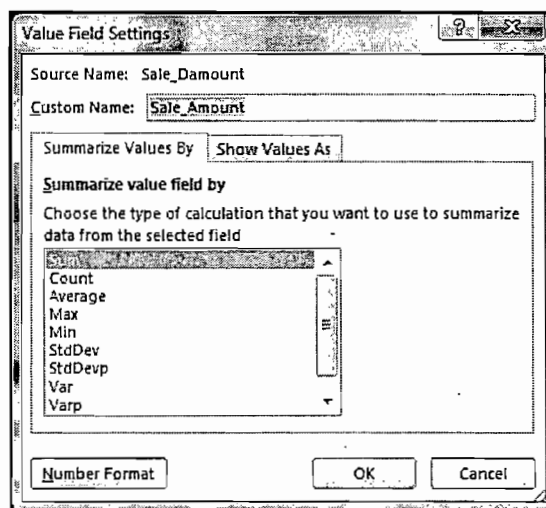 Value Field Settings
Source Name: Sale_Damount
Custom Name: Sale_Amount
Summarize Values By Show Values As
Summarize value field by
Choose the type of calculation that you want to use to summarize
data from the selected field
Sum
Count
Average
Max
Min
StdDev
StdDevp
Var
Varp
Number Format OK Cancel